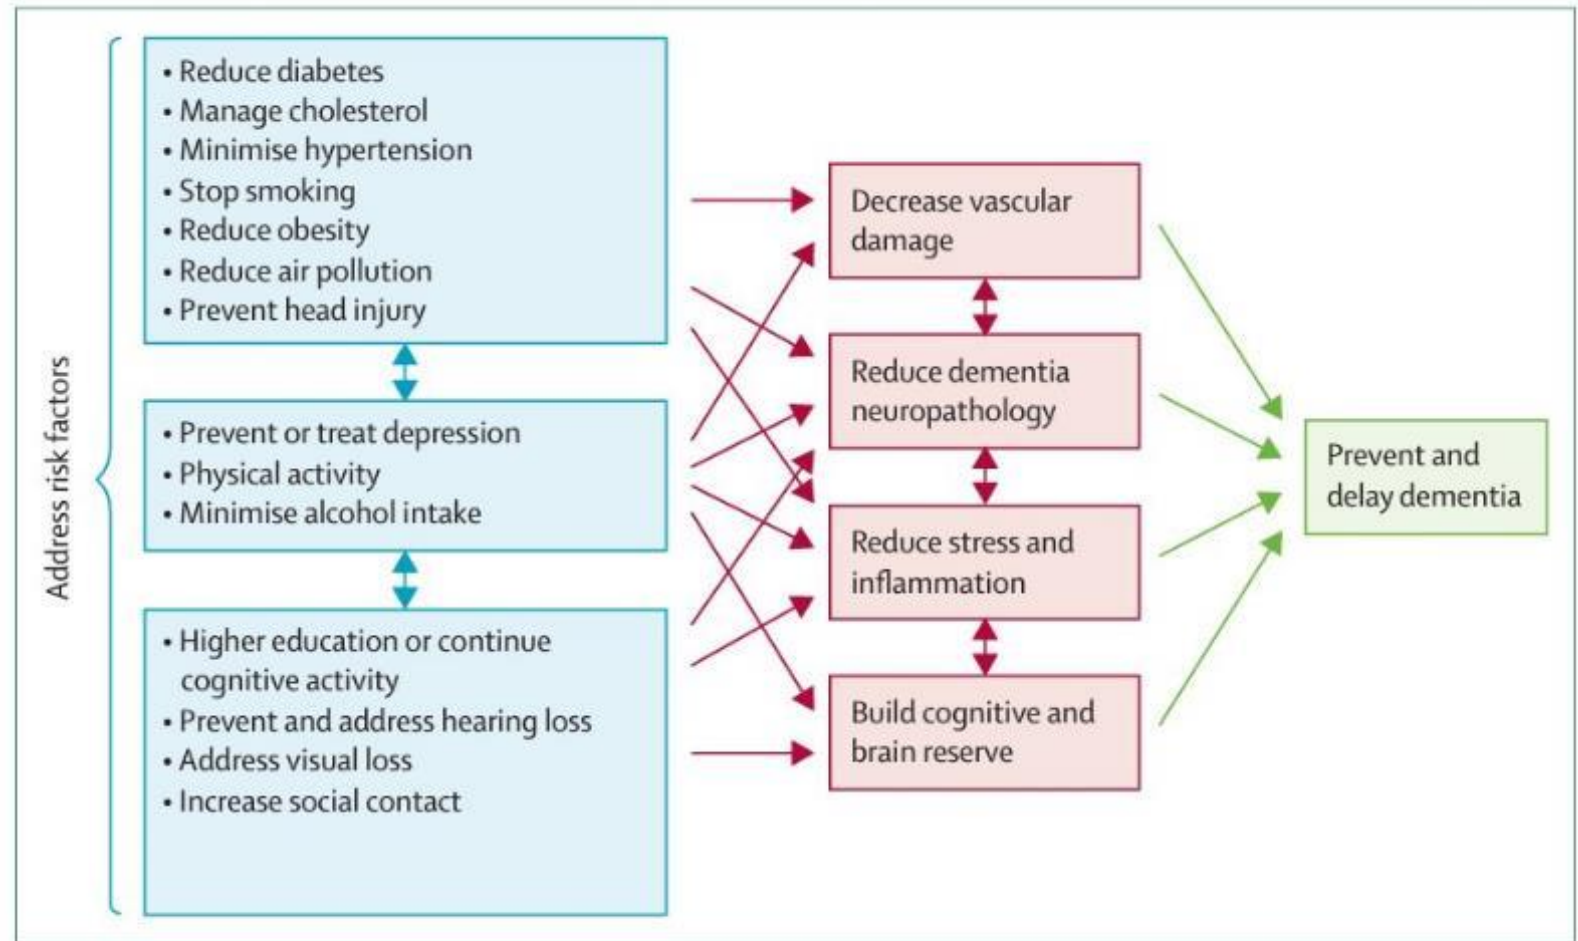 Address risk factors
• Reduce diabetes
• Manage cholesterol
• Minimise hypertension
• Stop smoking
• Reduce obesity
• Reduce air pollution
• Prevent head injury
• Prevent or treat depression
• Physical activity
• Minimise alcohol intake
• Higher education or continue
cognitive activity
• Prevent and address hearing loss
• Address visual loss
• Increase social contact
Decrease vascular
damage
Reduce dementia
neuropathology
Reduce stress and
inflammation
Build cognitive and
brain reserve
Prevent and
delay dementia